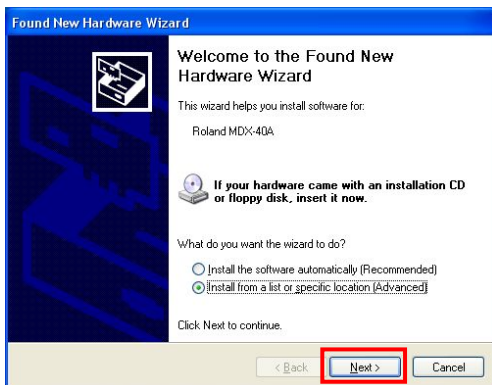 Found New Hardware Wizard
Welcome to the Found New
Hardware Wizard
This wizard helps you install software for:
Roland MDX-40A
If your hardware came with an installation CD
or floppy disk, insert it now.
What do you want the wizard to do?
Install the software automatically (Recommended)
Install from a list or specific location (Advanced)
Click Next to continue.
< Back Next > Cancel